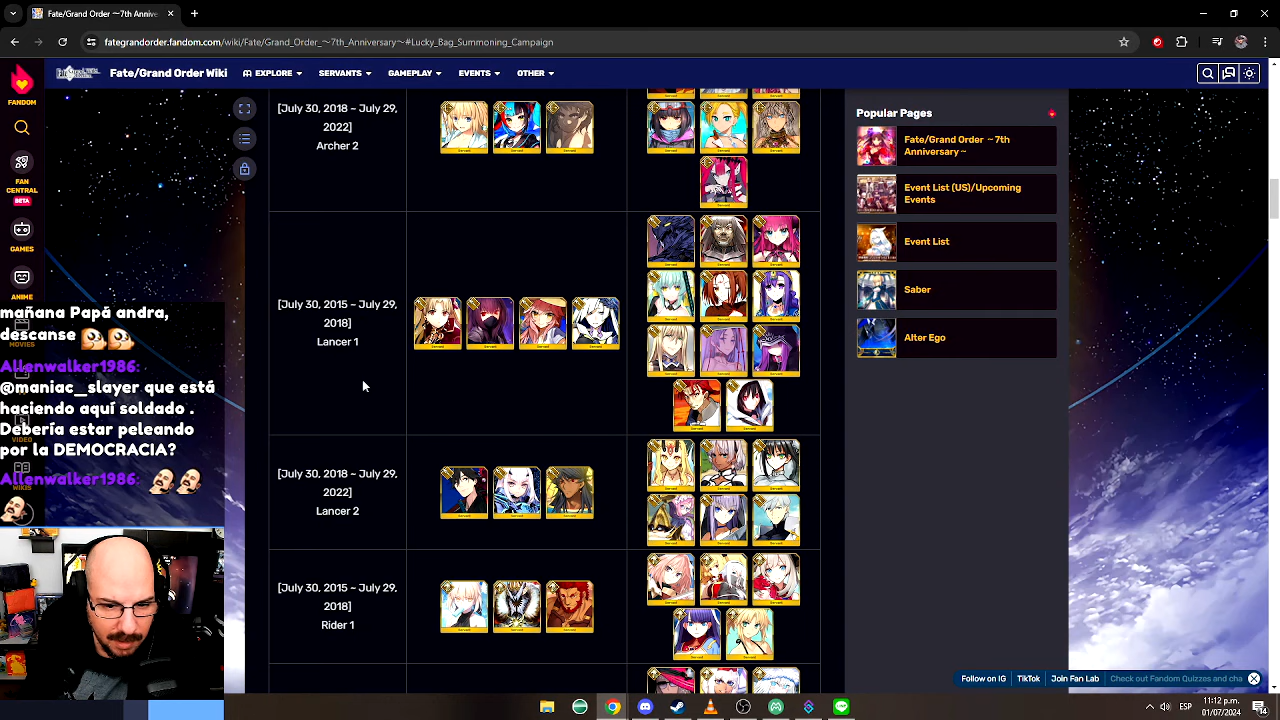 Fate/Grand Order ~7th Annive
fategrandorder.fandom.com/wiki/Fate/Grand_Order_~7th_Anniversary~#Lucky_Bag_Summoning_Campaign
FANDOM
FAN
CENTRAL
BETA
GAMES
ANIME
MOVIES
VIDEO
WIKIS
Fate/Grand Order Wiki
EXPLORE
SERVANTS
GAMEPLAY
EVENTS
OTHER
[July 30, 2018 ~ July 29,
2022]
Archer 2
[July 30, 2015 ~ July 29,
2018]
Lancer 1
[July 30, 2018 ~ July 29,
2022]
Lancer 2
[July 30, 2015 ~ July 29,
2018]
Rider 1
Popular Pages
Fate/Grand Order ~7th
Anniversary~
Event List (US)/Upcoming
Events
Event List
Saber
Alter Ego
mañana Papá andra,
descanse
Allenwalker1986:
@maniac_slayer que está
haciendo aquí soldado .
Debería estar peleando
por la DEMOCRACIA?
Allenwalker1986:
Follow on IG
TikTok
Join Fan Lab
Check out Fandom Quizzes and cha
ESP
11:12 p.m.
01/07/2024